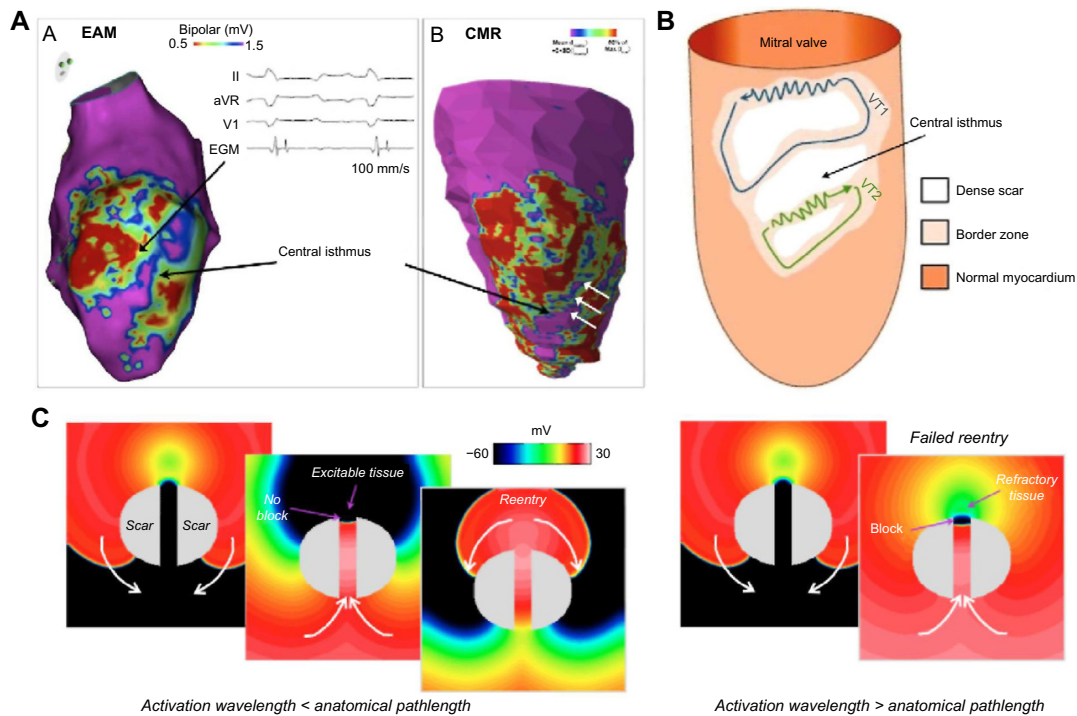 A
A
EAM
Bipolar (mV)
0.5
1.5
II
aVR
V1
EGM
100 mm/s
Central isthmus
B
CMR
B
Mitral valve
VT1
Central isthmus
VT2
Dense scar
Border zone
Normal myocardium
C
mV
−60
30
Scar
Scar
No
block
Excitable tissue
Reentry
Activation wavelength < anatomical pathlength
Failed reentry
Refractory
tissue
Block
Activation wavelength > anatomical pathlength